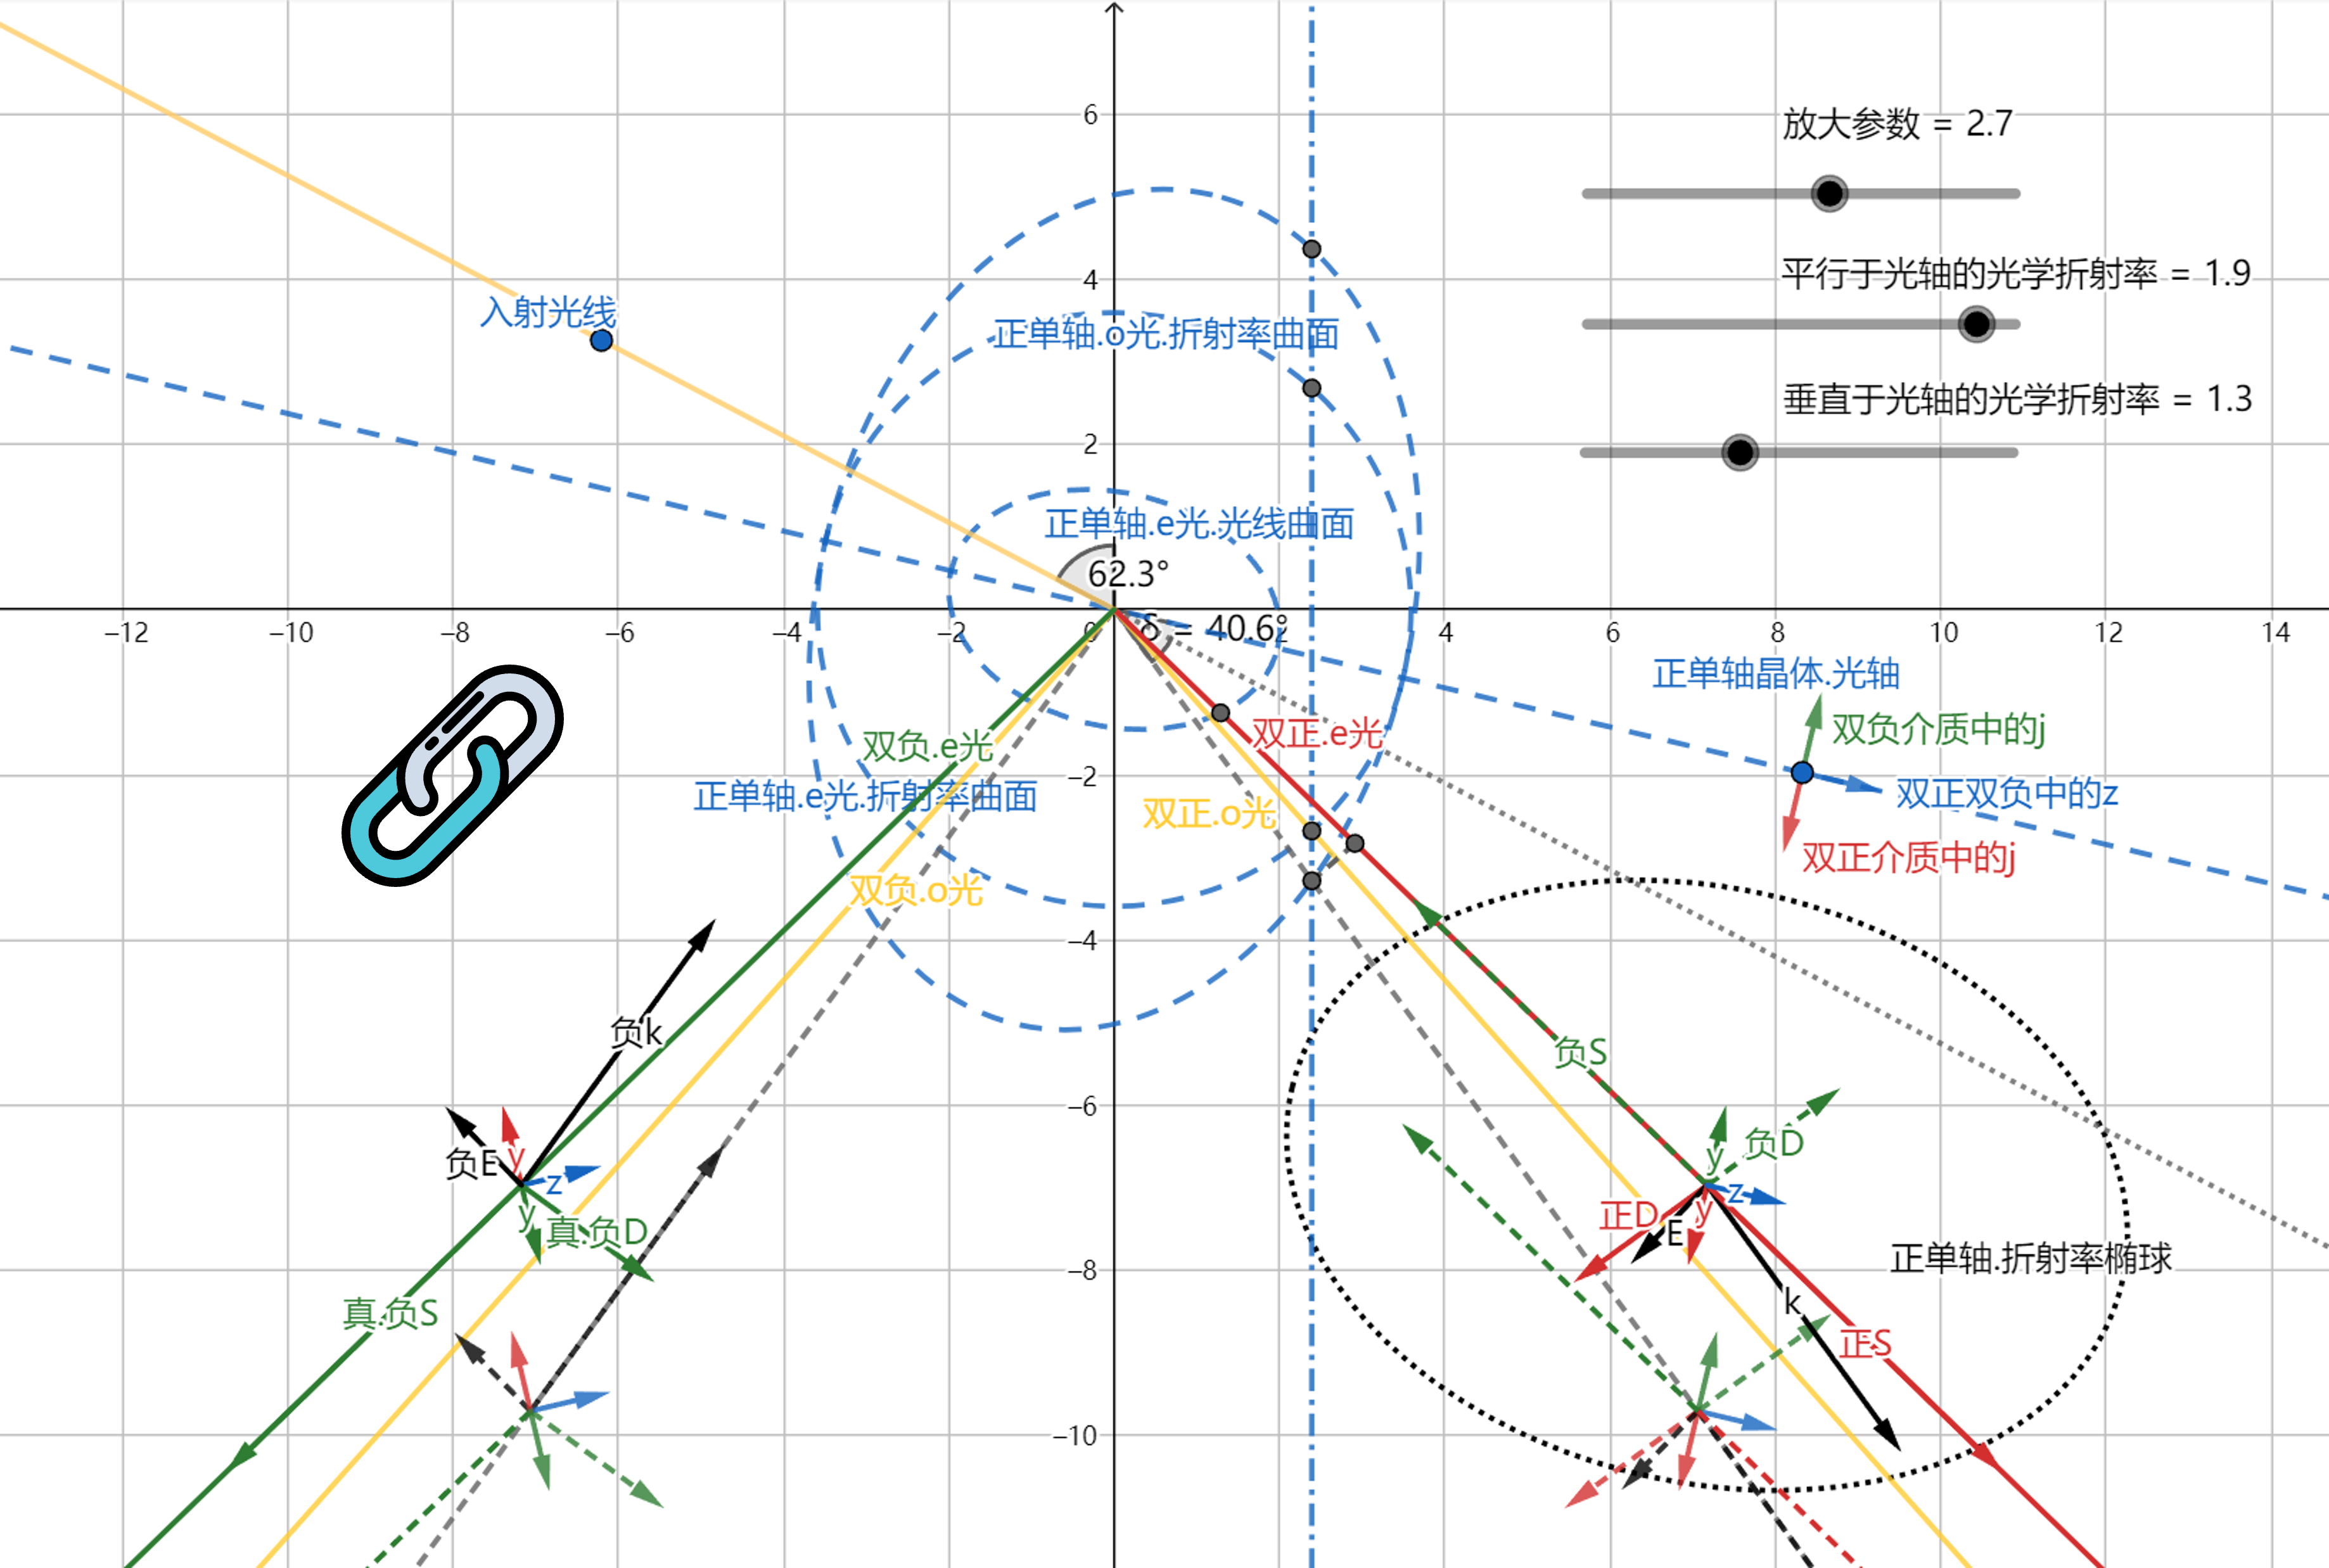 6
放大参数 = 2.7
4
平行于光轴的光学折射率 = 1.9
入射光线
正单轴.o光.折射率曲面
2
垂直于光轴的光学折射率 = 1.3
正单轴.e光.光线曲面
62.3°
−12
−10
−8
−6
−4
−2
0
δ = 40.6°
2
4
6
8
10
12
14
正单轴晶体.光轴
双负.e光
双正.e光
双负介质中的j
−2
正单轴.e光.折射率曲面
双正.o光
双正双负中的z
双负.o光
双正介质中的j
−4
负k
负S
−6
负E
y
z
y
真.负D
y
负D
z
正D
E
y
−8
正单轴.折射率椭球
真.负S
k
正S
−10